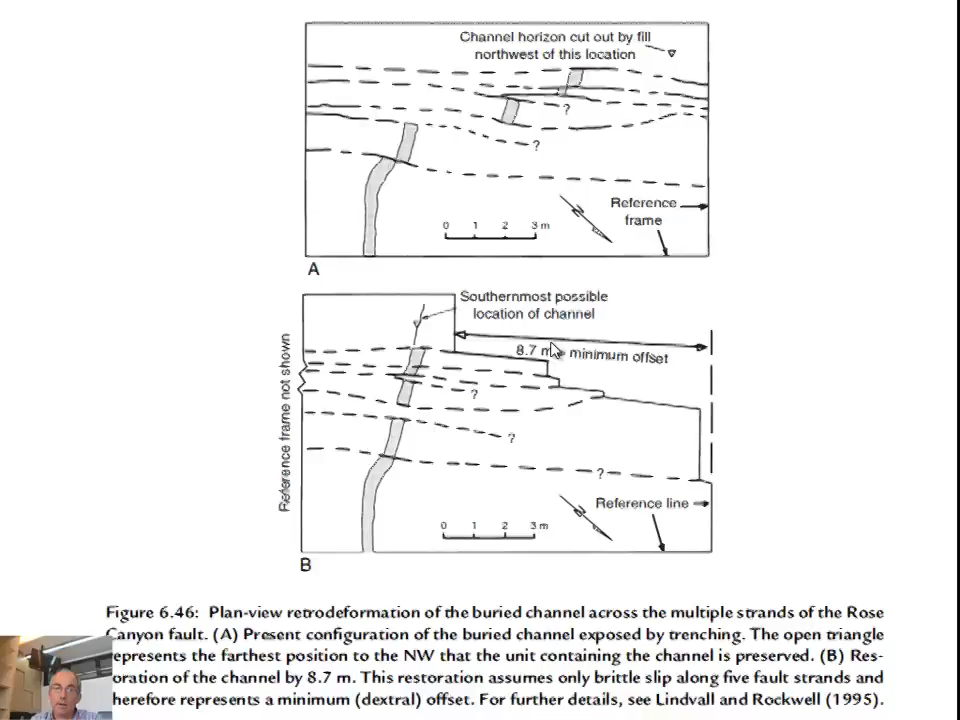 Channel horizon cut out by fill
northwest of this location
?
?
Reference
frame
0 1 2 3 m
N
A
Southernmost possible
location of channel
8.7 m minimum offset
Reference frame not shown
?
?
?
Reference line
0 1 2 3 m
N
B
Figure 6.46: Plan-view retrodeformation of the buried channel across the multiple strands of the Rose
Canyon fault. (A) Present configuration of the buried channel exposed by trenching. The open triangle
epresents the farthest position to the NW that the unit containing the channel is preserved. (B) Res-
oration of the channel by 8.7 m. This restoration assumes only brittle slip along five fault strands and
herefore represents a minimum (dextral) offset. For further details, see Lindvall and Rockwell (1995).